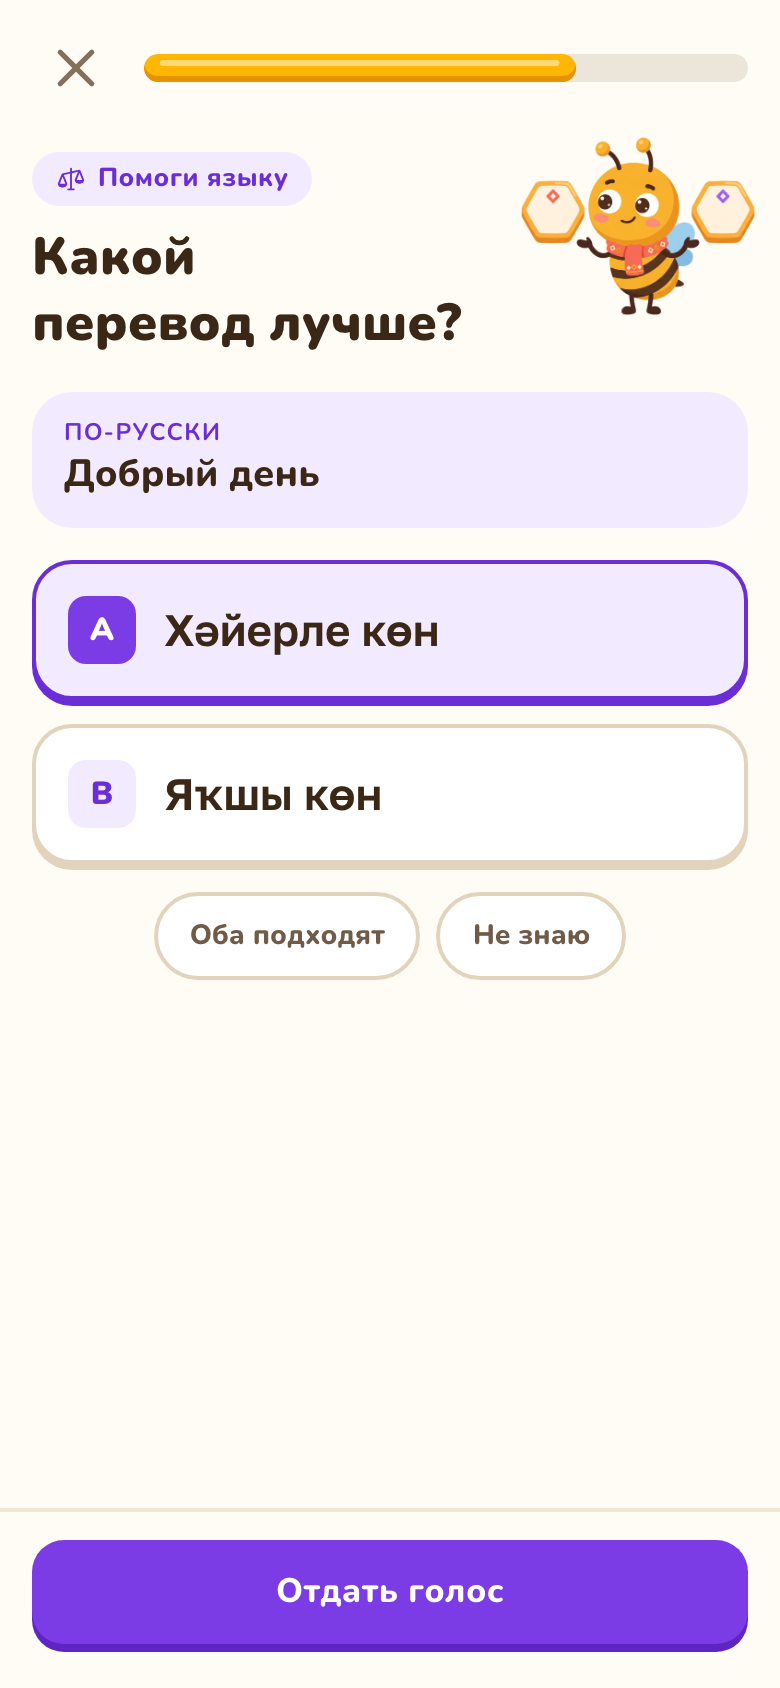 Помоги языку
Какой
перевод лучше?
ПО-РУССКИ
Добрый день
A
Хәйерле көн
B
Яҡшы көн
Оба подходят
Не знаю
Отдать голос